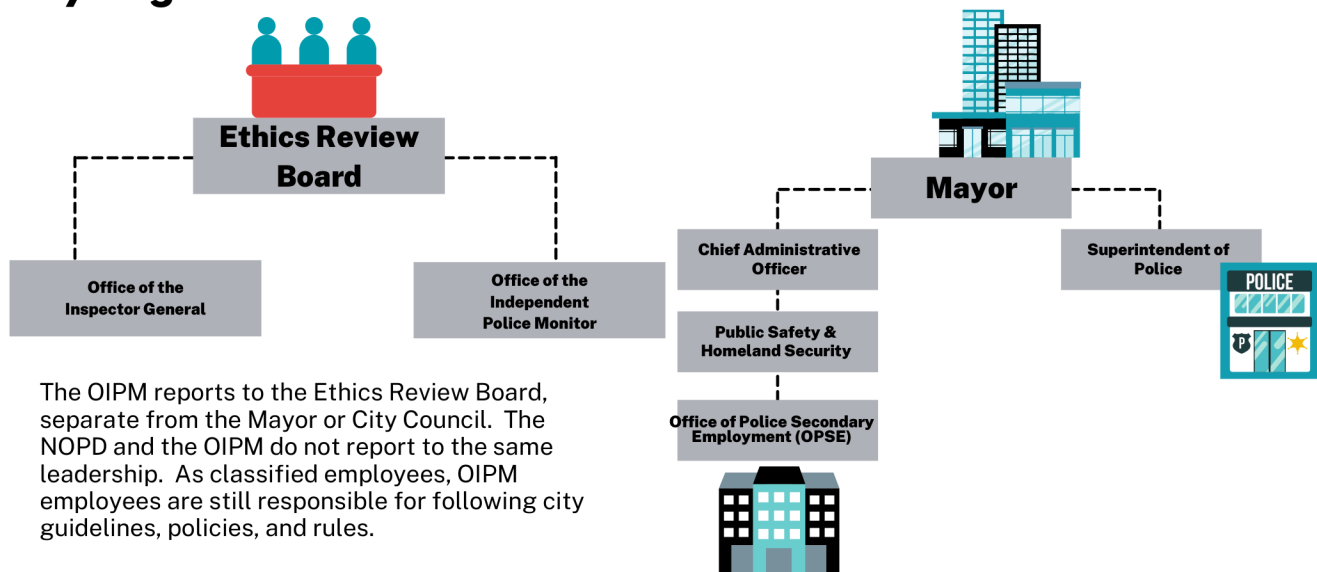 Ethics Review
Board
Office of the
Inspector General
Office of the
Independent
Police Monitor
The OIPM reports to the Ethics Review Board,
separate from the Mayor or City Council.  The
NOPD and the OIPM do not report to the same
leadership.  As classified employees, OIPM
employees are still responsible for following city
guidelines, policies, and rules.
Mayor
Chief Administrative
Officer
Public Safety &
Homeland Security
Office of Police Secondary
Employment (OPSE)
Superintendent of
Police
POLICE
P